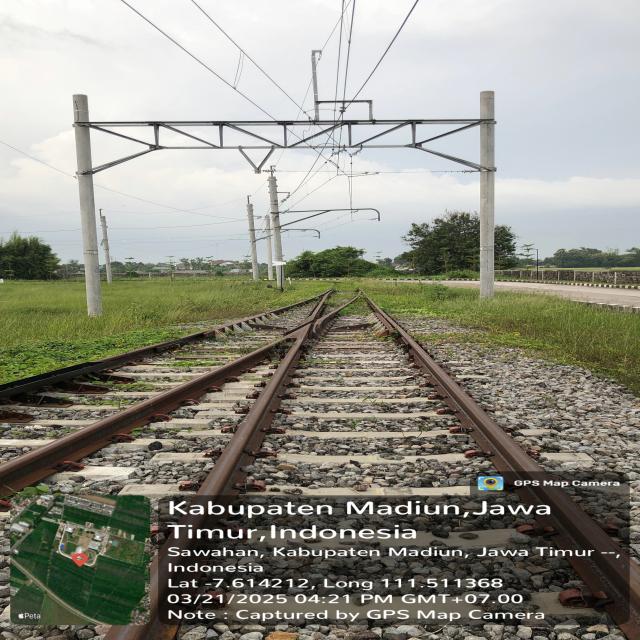 GPS Map Camera
Kabupaten Madiun,Jawa
Timur,Indonesia
Sawahan, Kabupaten Madiun, Jawa Timur --,
Indonesia
Lat -7.614212, Long 111.511368
03/21/2025 04:21 PM GMT+07.00
Note : Captured by GPS Map Camera
Peta